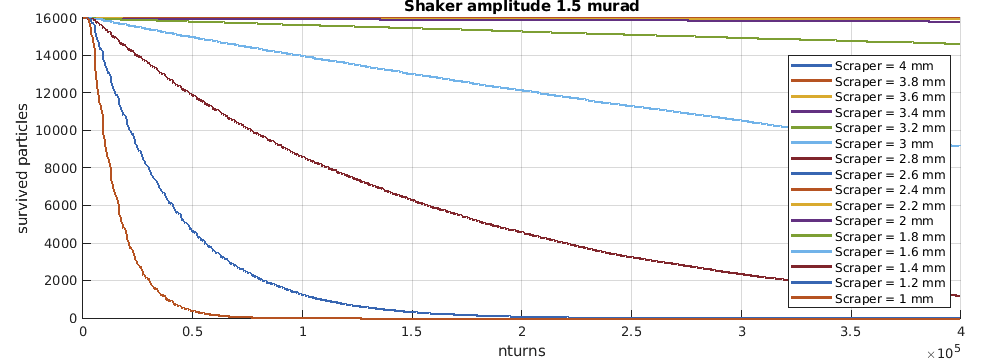 Shaker amplitude 1.5 murad
survived particles
16000
14000
12000
10000
8000
6000
4000
2000
0
Scraper = 4 mm
Scraper = 3.8 mm
Scraper = 3.6 mm
Scraper = 3.4 mm
Scraper = 3.2 mm
Scraper = 3 mm
Scraper = 2.8 mm
Scraper = 2.6 mm
Scraper = 2.4 mm
Scraper = 2.2 mm
Scraper = 2 mm
Scraper = 1.8 mm
Scraper = 1.6 mm
Scraper = 1.4 mm
Scraper = 1.2 mm
Scraper = 1 mm
0 0.5 1 1.5 2 2.5 3 3.5 4
nturns
×10⁵